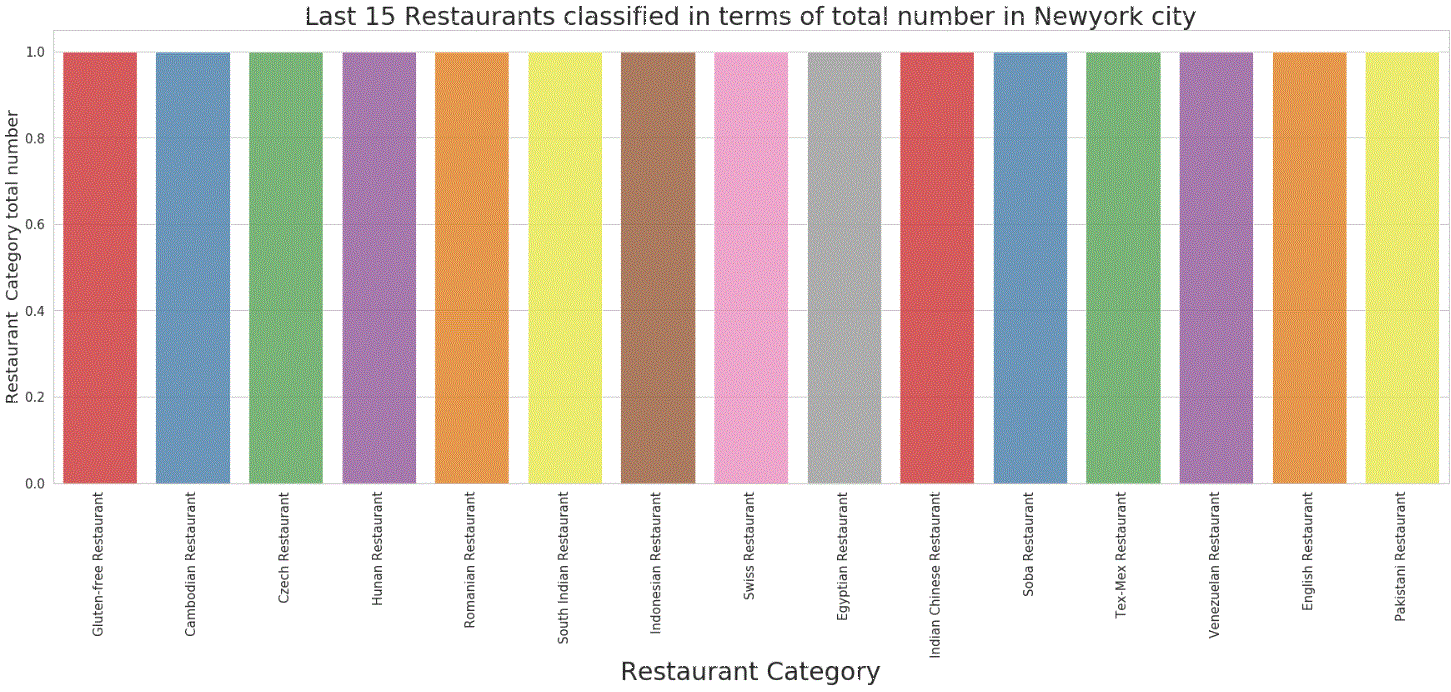 Last 15 Restaurants classified in terms of total number in Newyork city
Restaurant  Category total number
1.0
0.8
0.6
0.4
0.2
0.0
Gluten-free Restaurant
Cambodian Restaurant
Czech Restaurant
Hunan Restaurant
Romanian Restaurant
South Indian Restaurant
Indonesian Restaurant
Swiss Restaurant
Egyptian Restaurant
Indian Chinese Restaurant
Soba Restaurant
Tex-Mex Restaurant
Venezuelan Restaurant
English Restaurant
Pakistani Restaurant
Restaurant Category